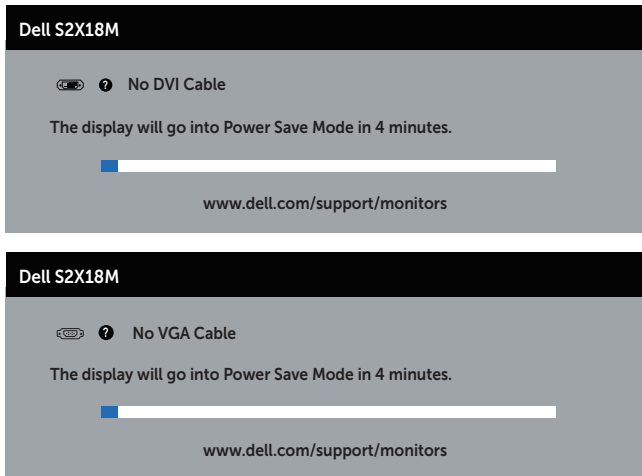 Dell S2X18M
? No DVI Cable
The display will go into Power Save Mode in 4 minutes.
www.dell.com/support/monitors
Dell S2X18M
? No VGA Cable
The display will go into Power Save Mode in 4 minutes.
www.dell.com/support/monitors